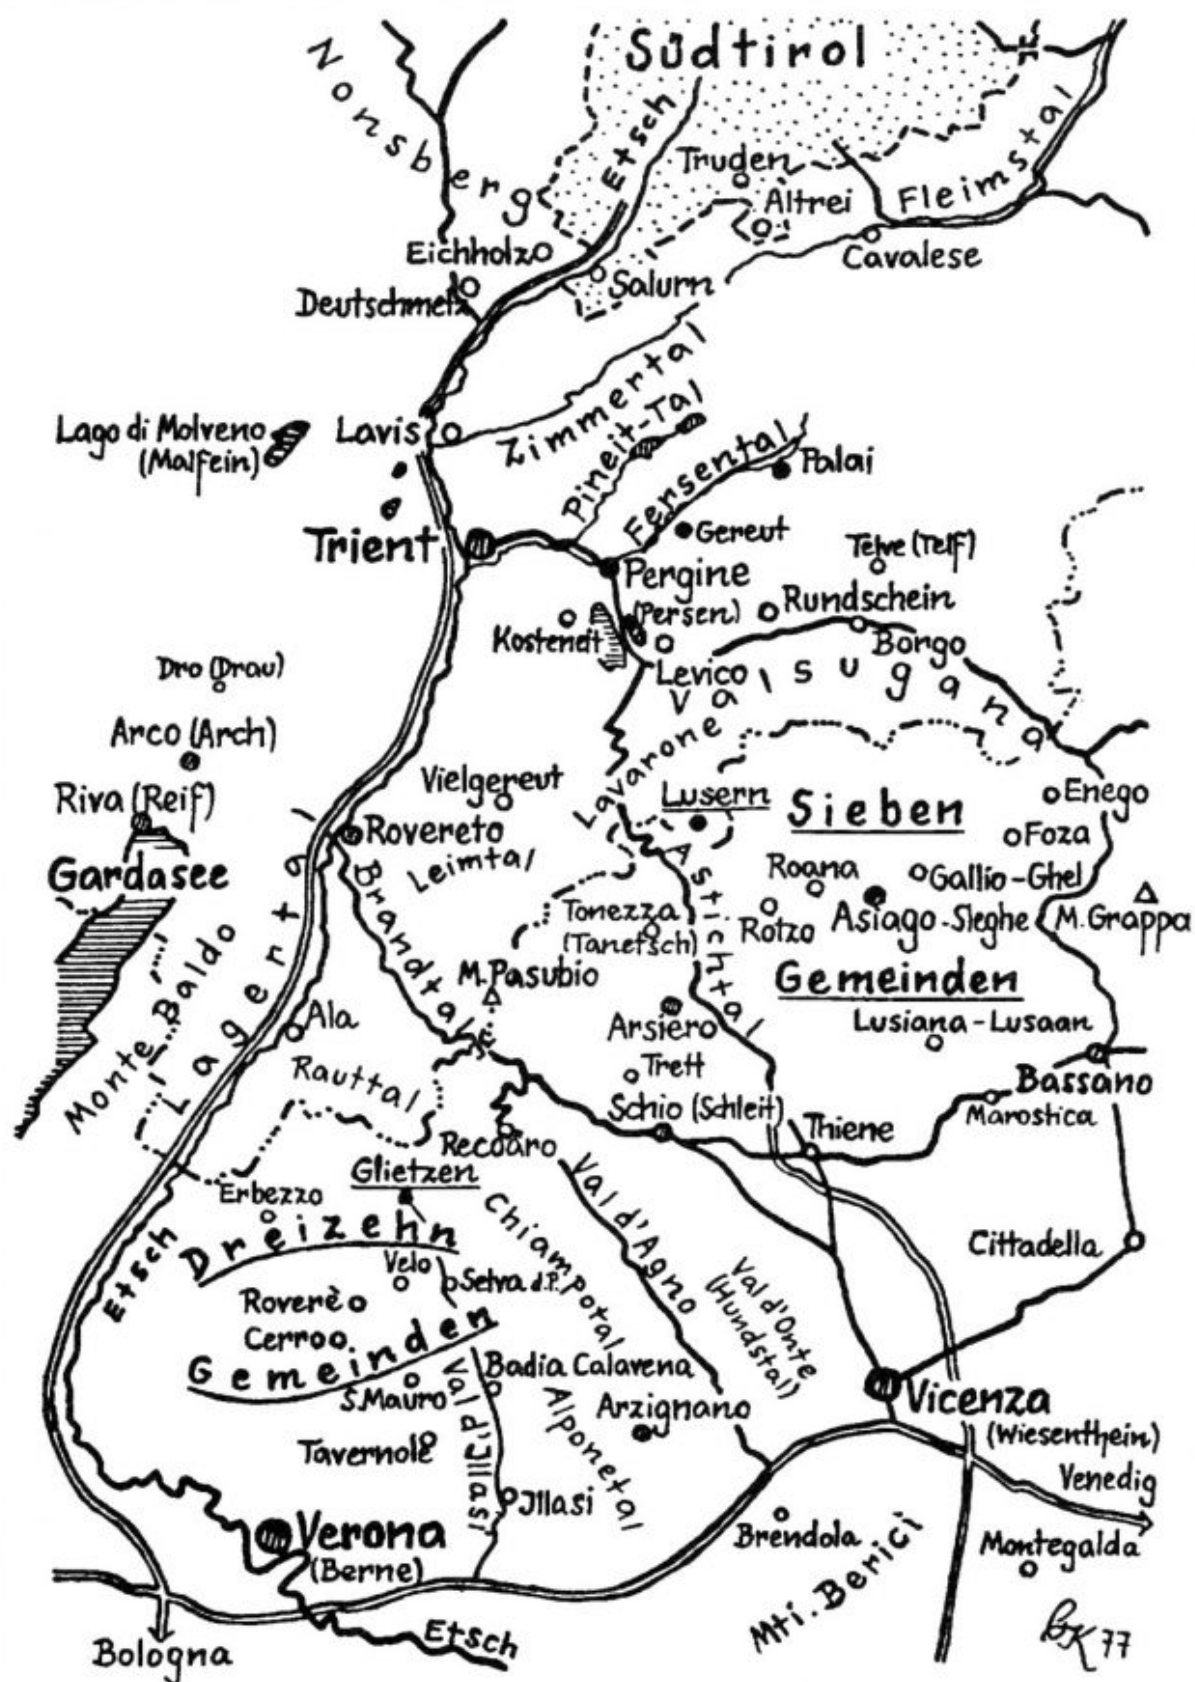 Südtirol
Nonsberg
Etsch
Truden
Altrei
Fleimstal
Eichholz
Cavalese
Deutschmetz
Salurn
Zimmertal
Pineit-Tal
Lago di Molveno
(Malfein)
Lavis
Fersental
Palai
Trient
Gereut
Telve (Telf)
Pergine
(Persen)
Rundschein
Kostendt
Borgo
Levico
Valsugana
Dro (Drau)
Arco (Arch)
Lavarone
Vielgereut
Lusern
Sieben
Enego
Riva (Reif)
Rovereto
Foza
Leimtal
Roana
Gallio-Ghel
Gardasee
Brandtal
Astichtal
Tonezza
(Tanetsch)
Rotzo
Asiago-Sleghe
M. Grappa
Monte Baldo
Lagertal
M. Pasubio
Gemeinden
Ala
Arsiero
Lusiana-Lusaan
Rauttal
Trett
Bassano
Schio (Schleit)
Marostica
Recoaro
Thiene
Glietzen
Erbezzo
Dreizehn
Chiampotal
Val d'Agno
Etsch
Velo
Selva d.P.
Cittadella
Roverè
Cerro
Val d'Onte
(Hundstal)
Gemeinden
Badia Calavena
S. Mauro
Val d'Illasi
Alponetal
Arzignano
Vicenza
(Wiesenthein)
Tavernole
Venedig
Illasi
Verona
(Berne)
Brendola
Montegalda
Mti. Berici
Etsch
Bologna
77